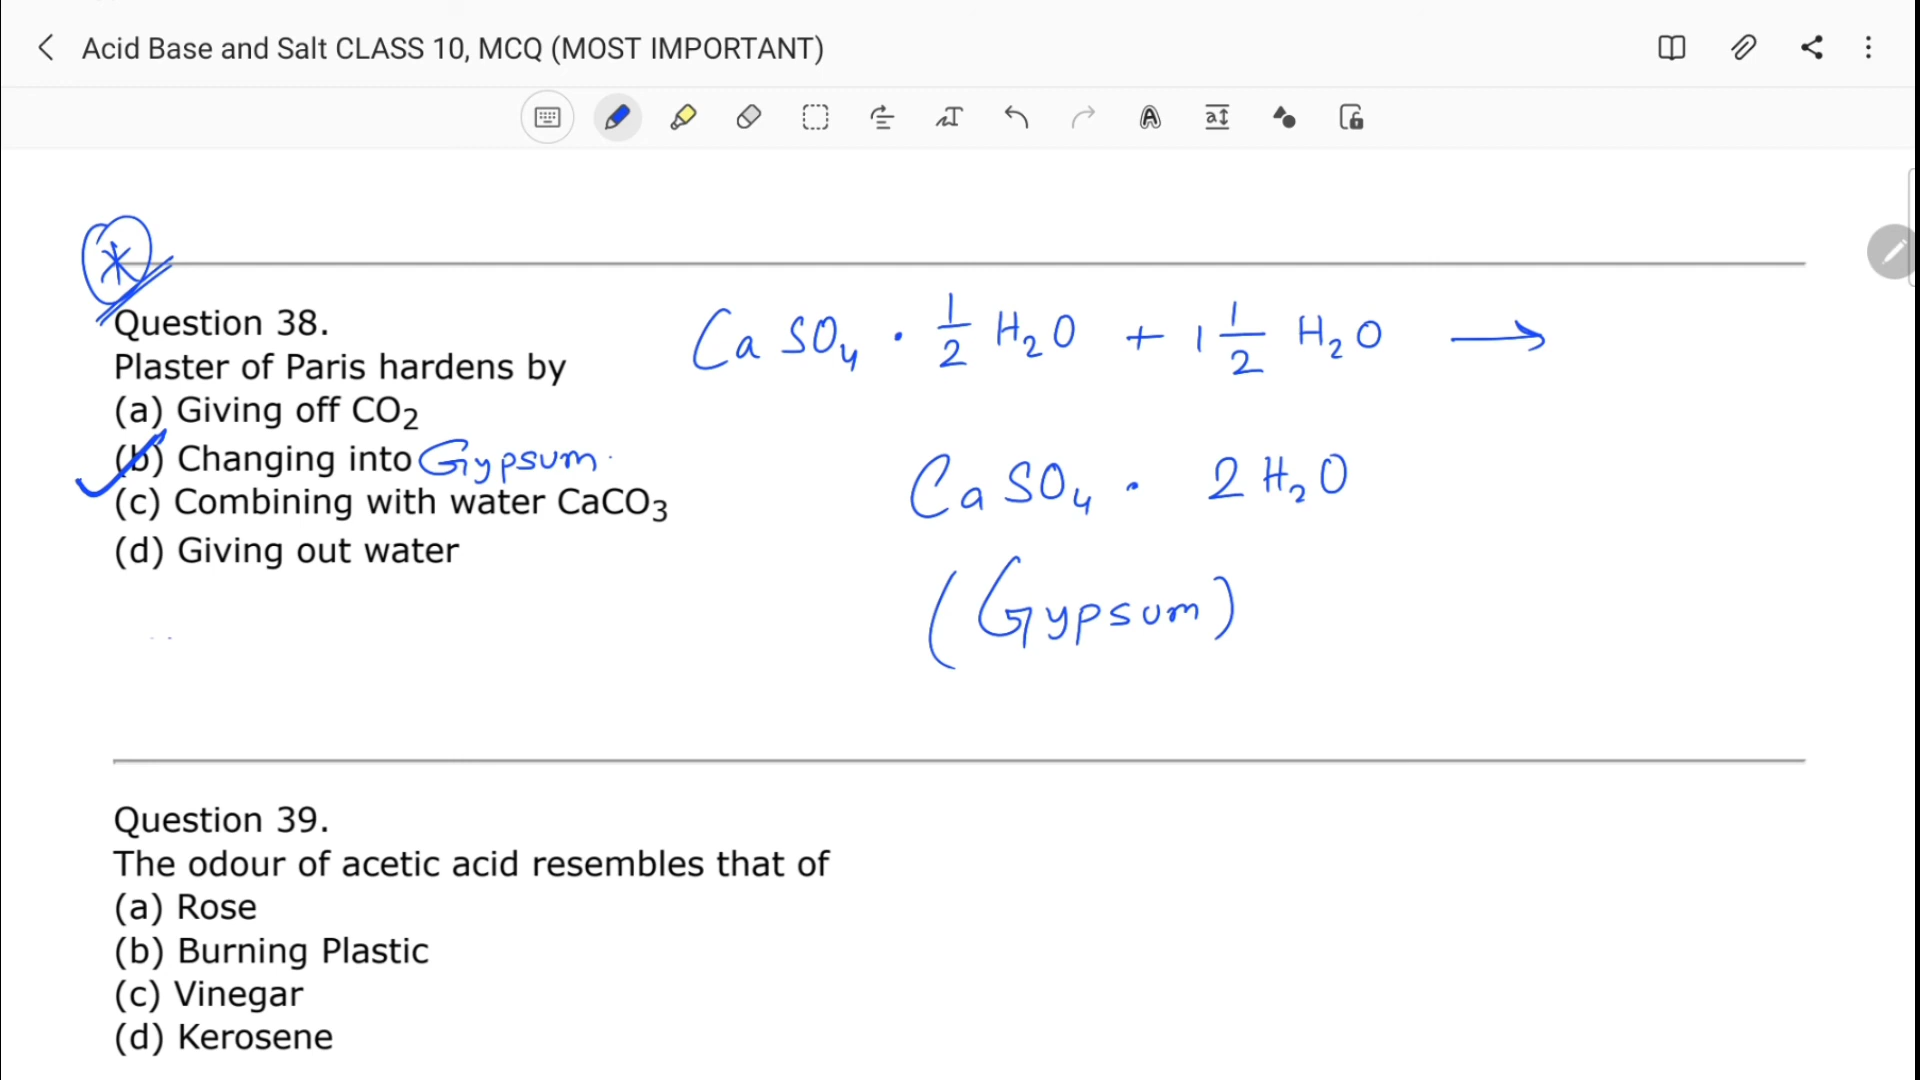 Acid Base and Salt CLASS 10, MCQ (MOST IMPORTANT)
*
Question 38.
CaSO₄ · 1/2 H₂O + 1 1/2 H₂O →
Plaster of Paris hardens by
(a) Giving off CO₂
(b) Changing into Gypsum.
CaSO₄ · 2H₂O
(c) Combining with water CaCO₃
(d) Giving out water
(Gypsum)
Question 39.
The odour of acetic acid resembles that of
(a) Rose
(b) Burning Plastic
(c) Vinegar
(d) Kerosene